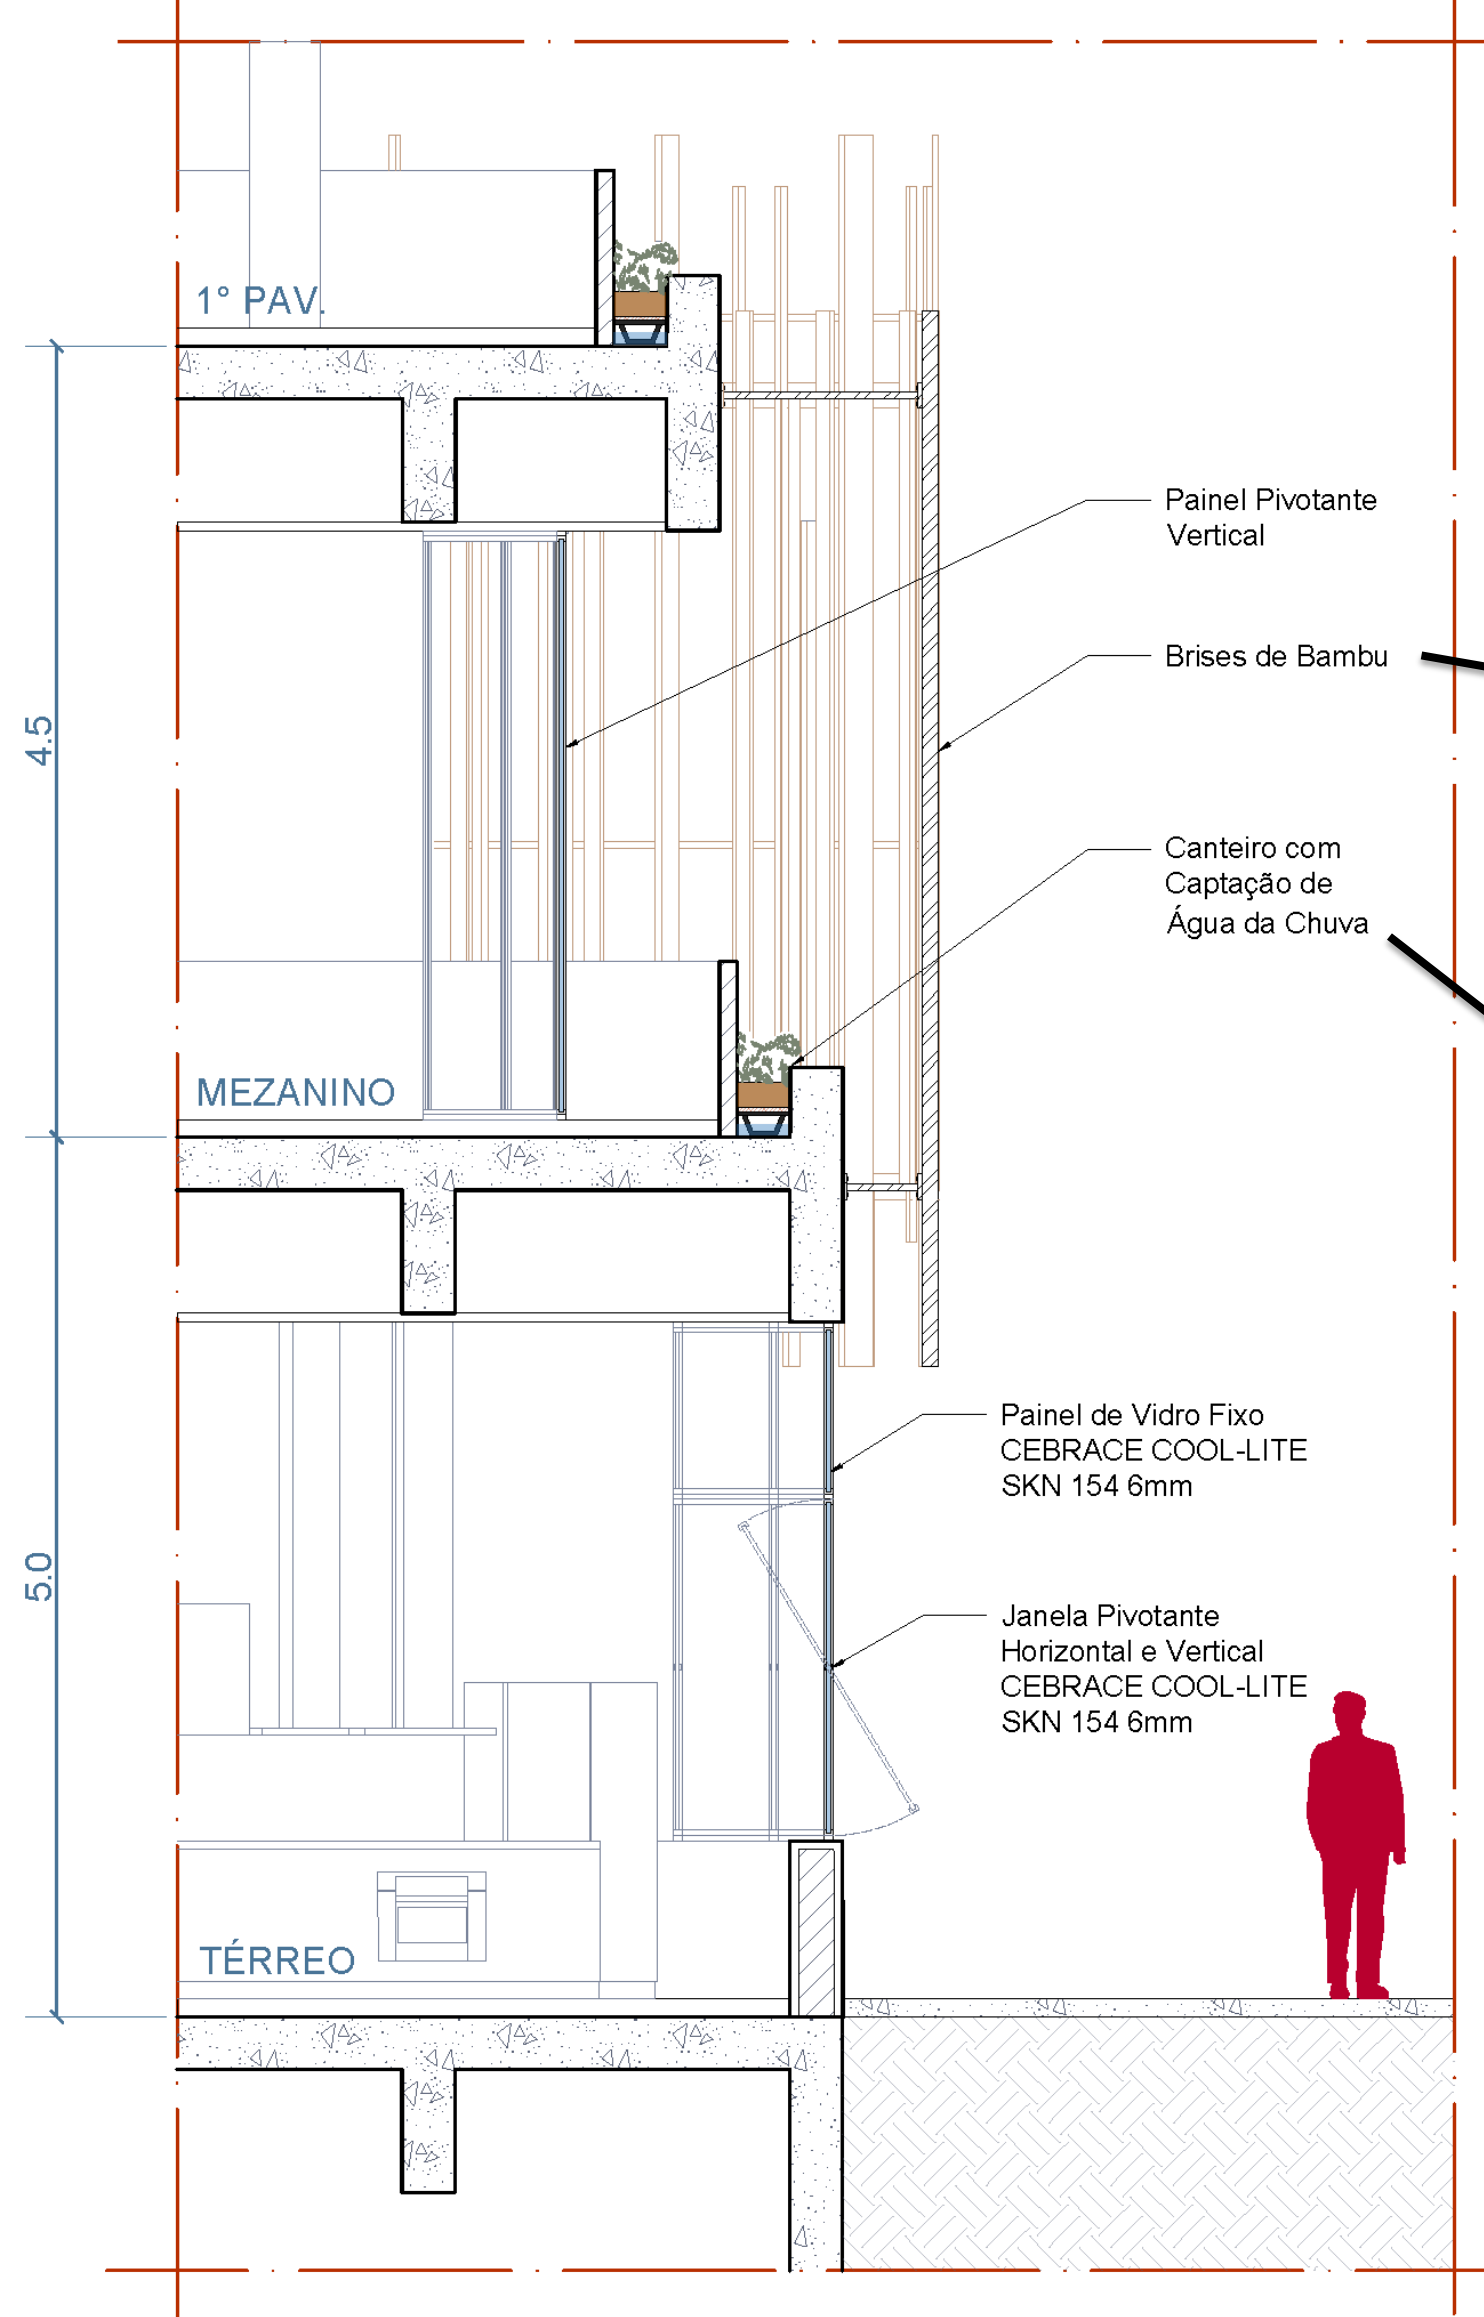 1° PAV.
Painel Pivotante
Vertical
Brises de Bambu
4.5
Canteiro com
Captação de
Água da Chuva
MEZANINO
Painel de Vidro Fixo
CEBRACE COOL-LITE
SKN 154 6mm
5.0
Janela Pivotante
Horizontal e Vertical
CEBRACE COOL-LITE
SKN 154 6mm
TÉRREO